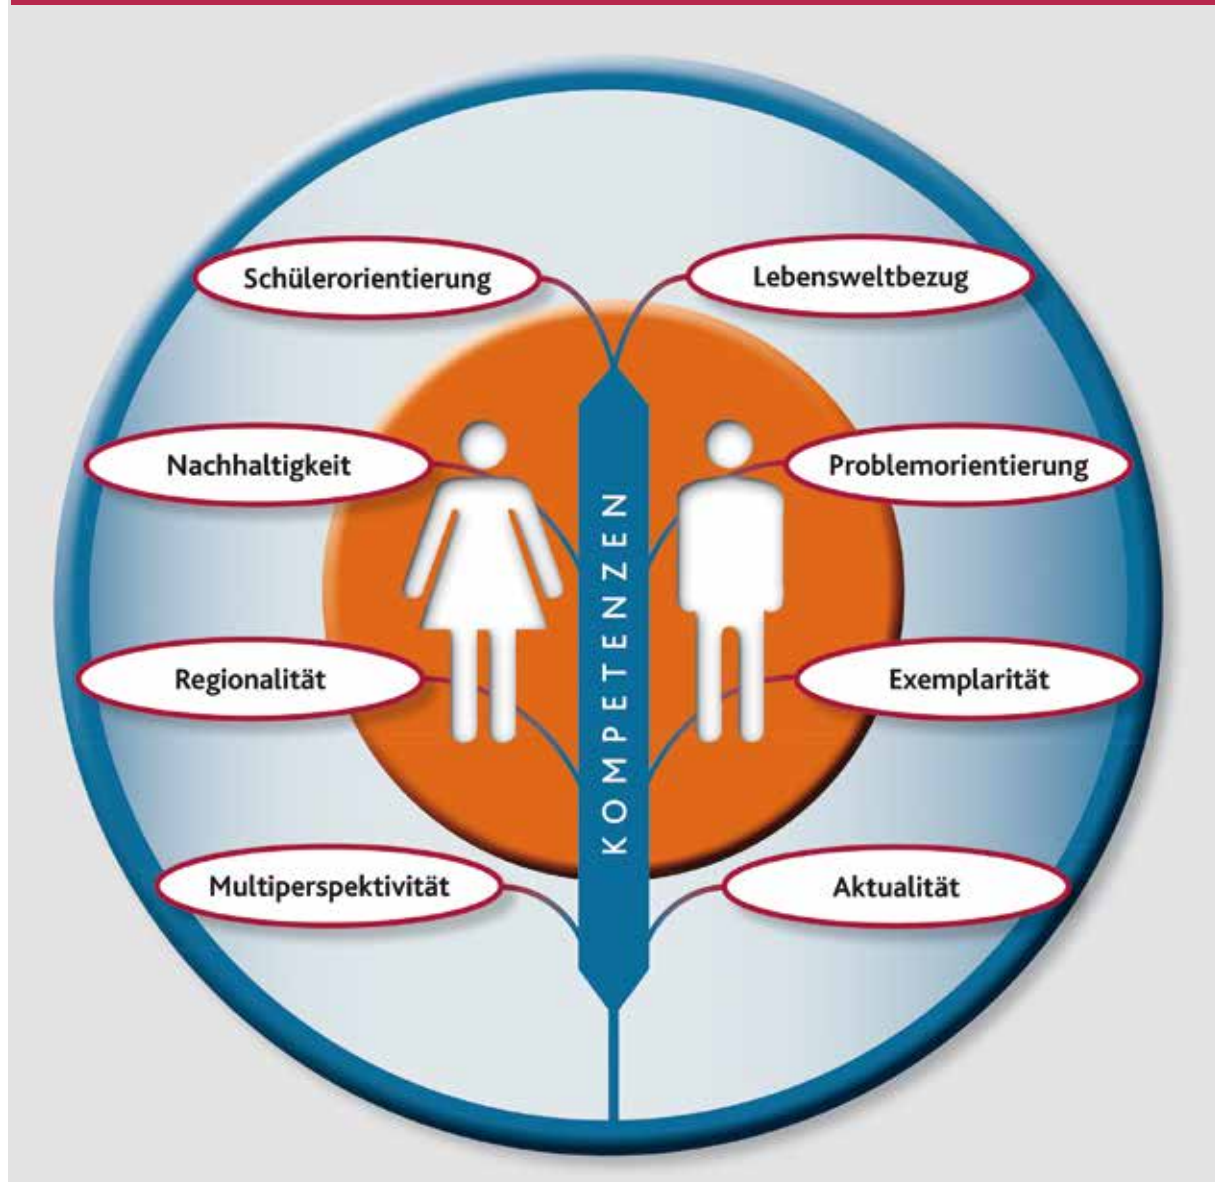 Schülerorientierung
Lebensweltbezug
Nachhaltigkeit
Problemorientierung
KOMPETENZEN
Regionalität
Exemplarität
Multiperspektivität
Aktualität